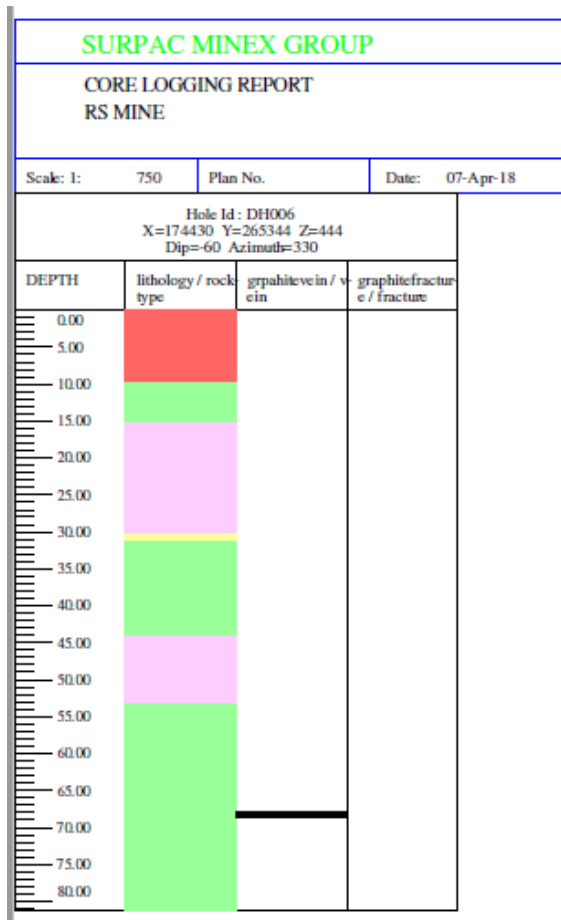 SURPAC MINEX GROUP
CORE LOGGING REPORT
RS MINE
Scale: 1: 750 Plan No. Date: 07-Apr-18
Hole Id : DH006
X=174430 Y=265344 Z=444
Dip=-60 Azimuth=330
DEPTH lithology / rock- grpahitevein / v- graphitefractur-
type ein e / fracture
0.00
5.00
10.00
15.00
20.00
25.00
30.00
35.00
40.00
45.00
50.00
55.00
60.00
65.00
70.00
75.00
80.00